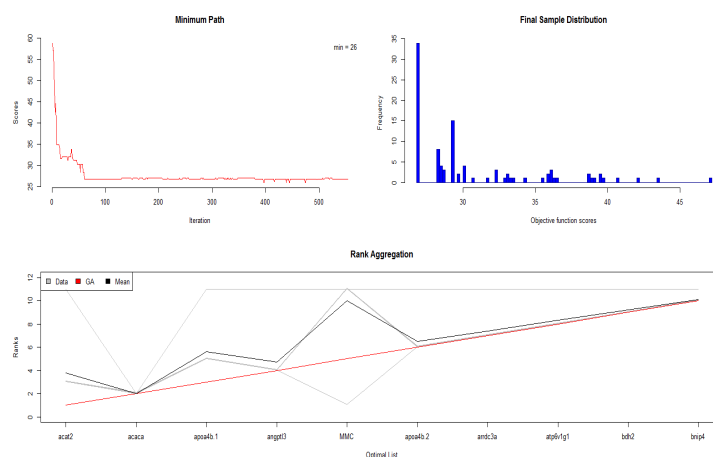 Minimum Path
min = 26
Scores
25 30 35 40 45 50 55 60
0 100 200 300 400 500
Iteration
Final Sample Distribution
Frequency
0 5 10 15 20 25 30 35
30 35 40 45
Objective function scores
Rank Aggregation
Data GA Mean
Ranks
0 2 4 6 8 10 12
acat2 acaca apoa4b.1 angptl3 MMC apoa4b.2 arrdc3a atp6v1g1 bdh2 bnip4
Optimal List